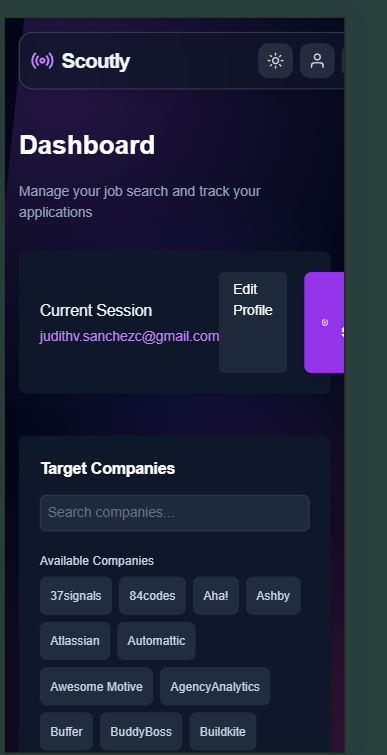 Scoutly
Dashboard
Manage your job search and track your
applications
Current Session
judithv.sanchezc@gmail.com
Edit
Profile
Target Companies
Search companies...
Available Companies
37signals
84codes
Aha!
Ashby
Atlassian
Automattic
Awesome Motive
AgencyAnalytics
Buffer
BuddyBoss
Buildkite